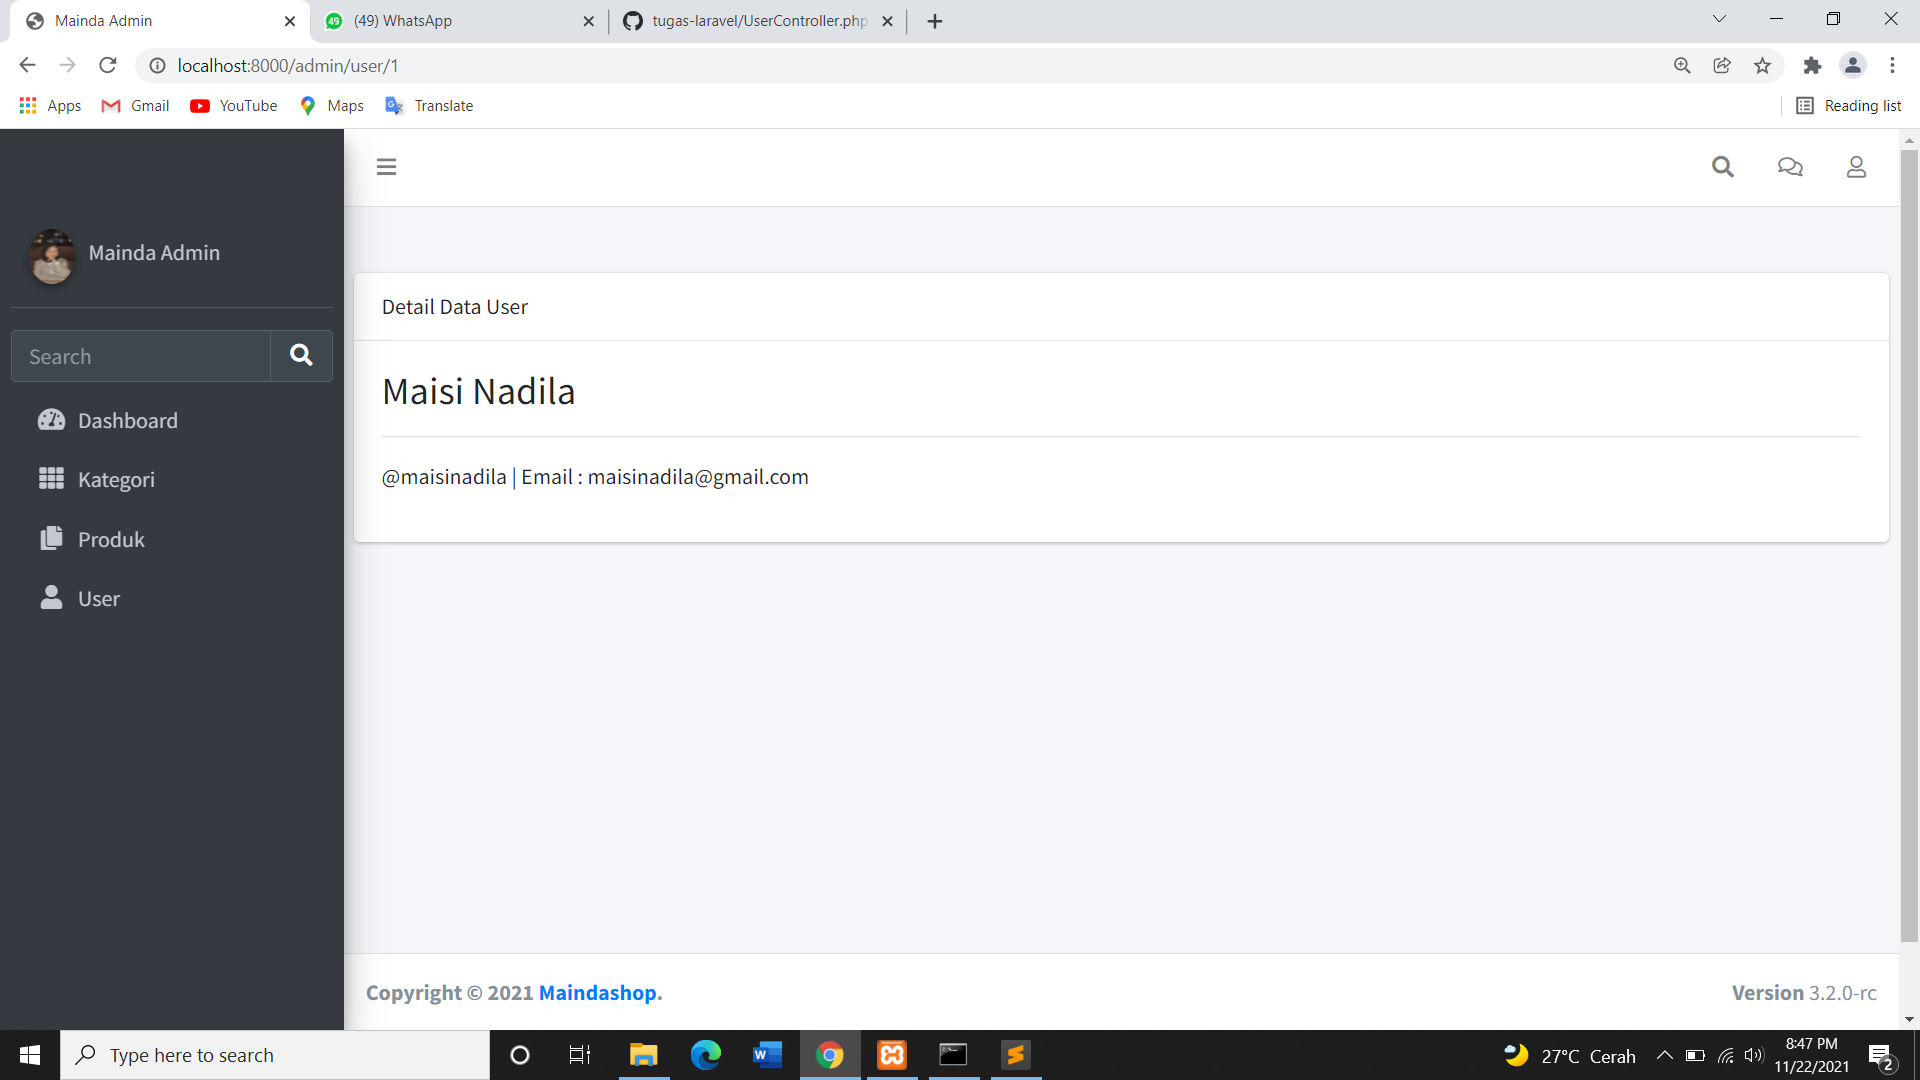 Mainda Admin
(49) WhatsApp
tugas-laravel/UserController.php
localhost:8000/admin/user/1
Apps
Gmail
YouTube
Maps
Translate
Reading list
Mainda Admin
Search
Dashboard
Kategori
Produk
User
Detail Data User
Maisi Nadila
@maisinadila | Email : maisinadila@gmail.com
Copyright © 2021 Maindashop.
Version 3.2.0-rc
Type here to search
27°C Cerah
8:47 PM
11/22/2021
2